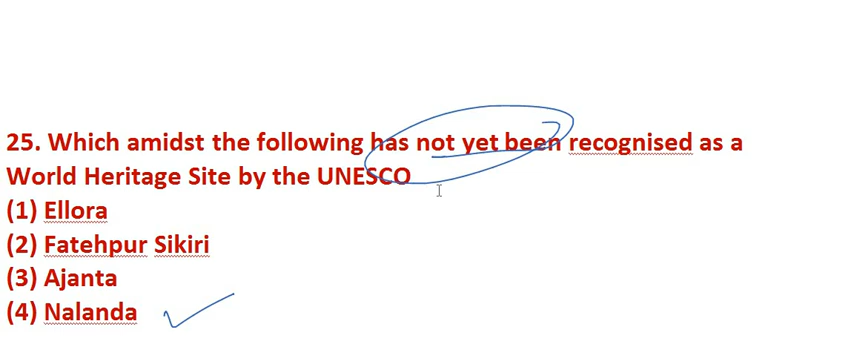 25. Which amidst the following has not yet been recognised as a
World Heritage Site by the UNESCO
(1) Ellora
(2) Fatehpur Sikiri
(3) Ajanta
(4) Nalanda